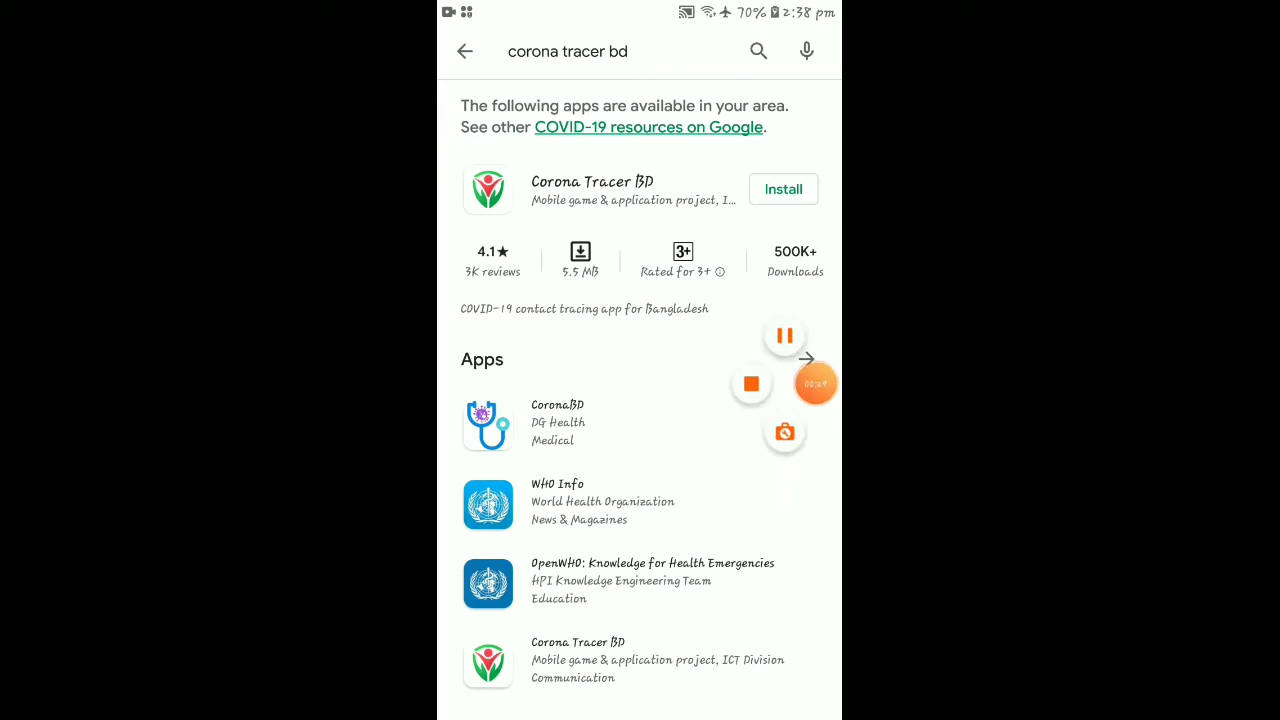 70% 2:38 pm
corona tracer bd
The following apps are available in your area.
See other COVID-19 resources on Google.
Corona Tracer BD
Mobile game & application project, I...
Install
4.1★ 3+ 500K+
3K reviews 5.5 MB Rated for 3+ Downloads
COVID-19 contact tracing app for Bangladesh
Apps
CoronaBD
DG Health
Medical
WHO Info
World Health Organization
News & Magazines
OpenWHO: Knowledge for Health Emergencies
HPI Knowledge Engineering Team
Education
Corona Tracer BD
Mobile game & application project, ICT Division
Communication